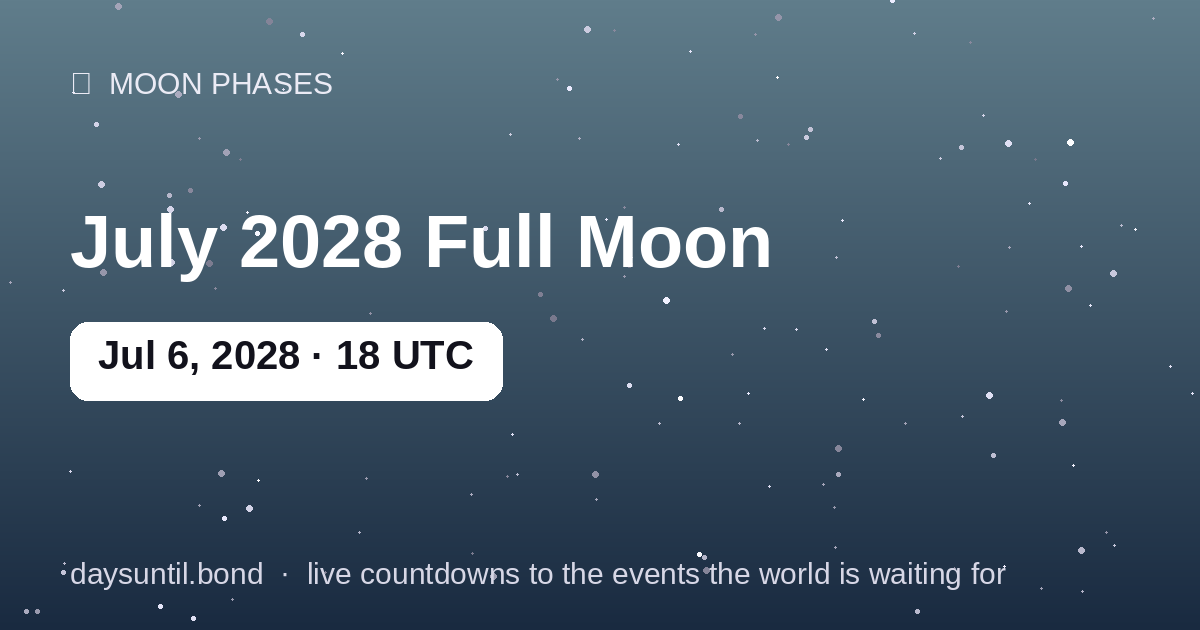 MOON PHASES
July 2028 Full Moon
Jul 6, 2028 · 18 UTC
daysuntil.bond · live countdowns to the events the world is waiting for